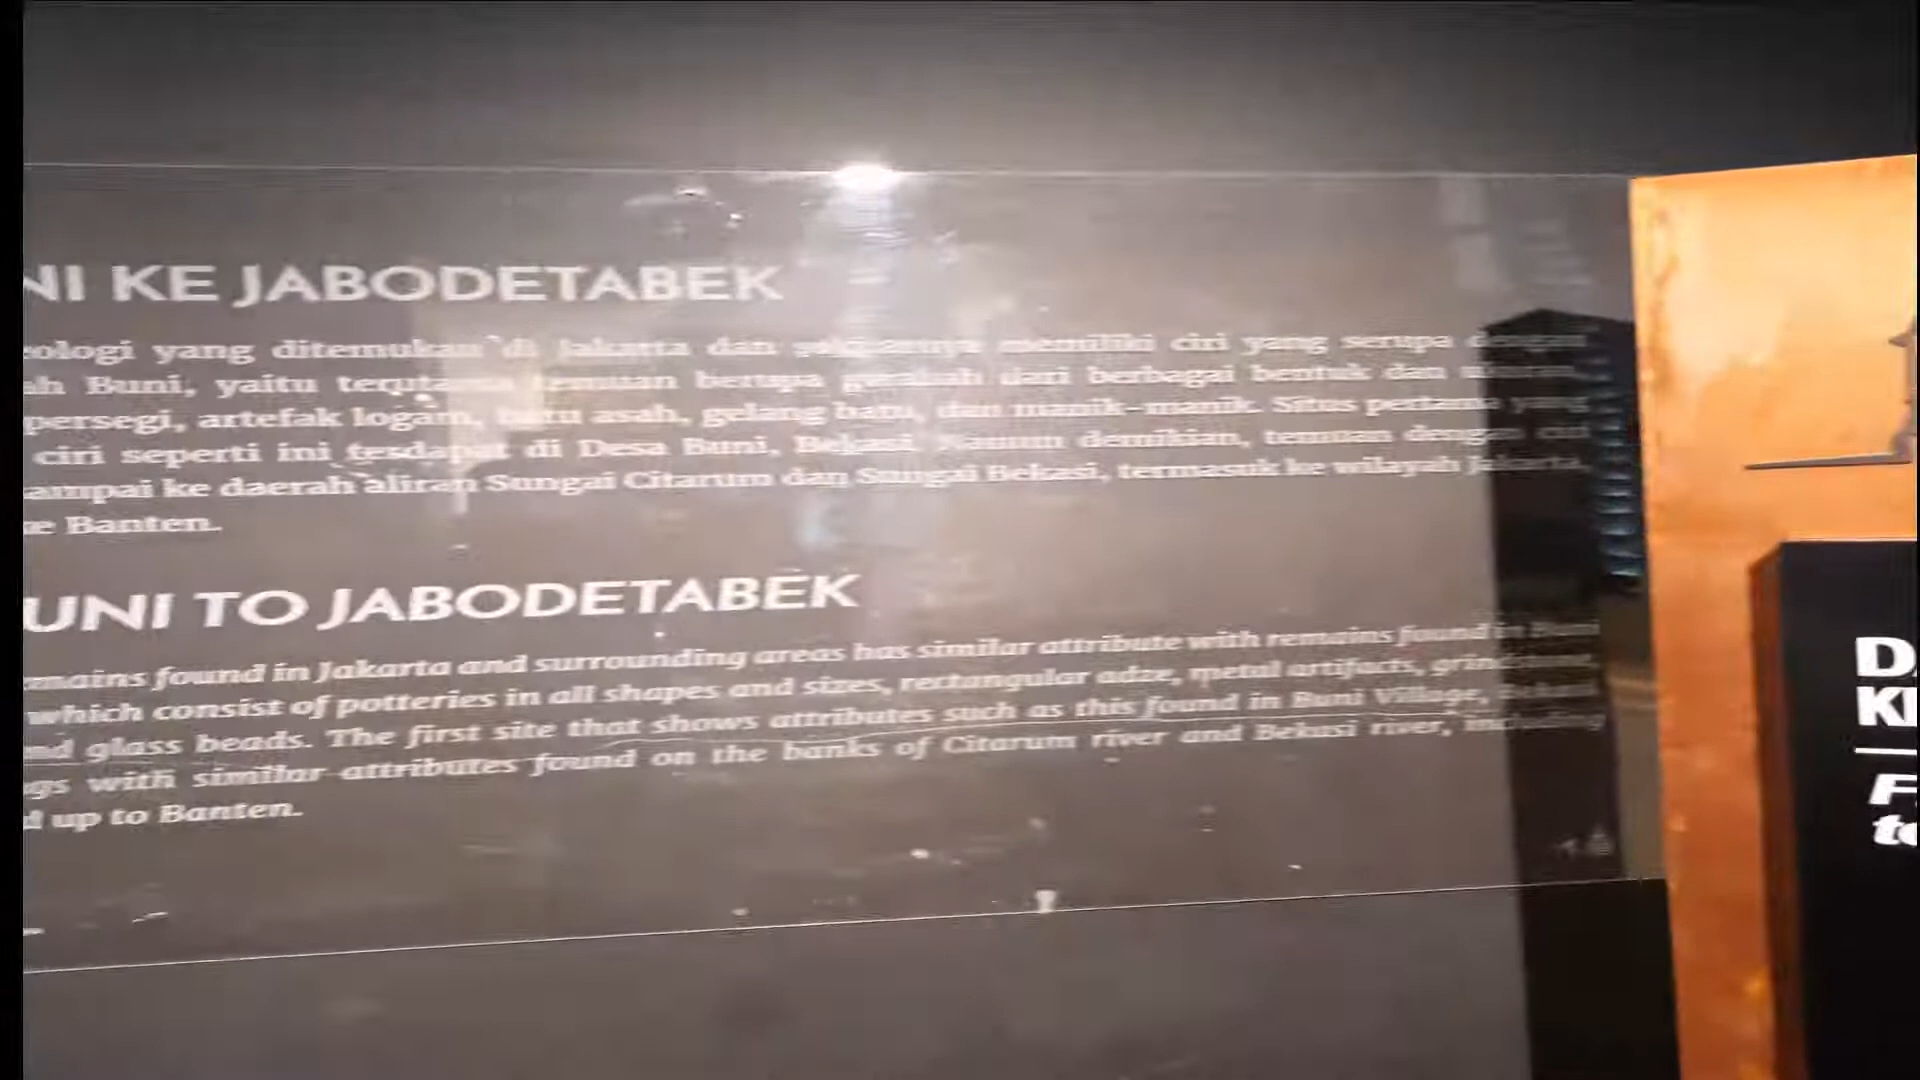 NI KE JABODETABEK
eologi yang ditemukan di Jakarta dan sekitarnya memiliki ciri yang serupa dengan
ah Buni, yaitu terutama temuan berupa gerabah dari berbagai bentuk dan ukuran,
persegi, artefak logam, batu asah, gelang batu, dan manik-manik. Situs pertama yang
ciri seperti ini terdapat di Desa Buni, Bekasi. Namun demikian, temuan dengan ciri
ampai ke daerah aliran Sungai Citarum dan Sungai Bekasi, termasuk ke wilayah Jakarta,
ke Banten.
UNI TO JABODETABEK
mains found in Jakarta and surrounding areas has similar attribute with remains found in Buni
which consist of potteries in all shapes and sizes, rectangular adze, metal artifacts, grindstone,
nd glass beads. The first site that shows attributes such as this found in Buni Village, Bekasi
gs with similar attributes found on the banks of Citarum river and Bekasi river, including
d up to Banten.